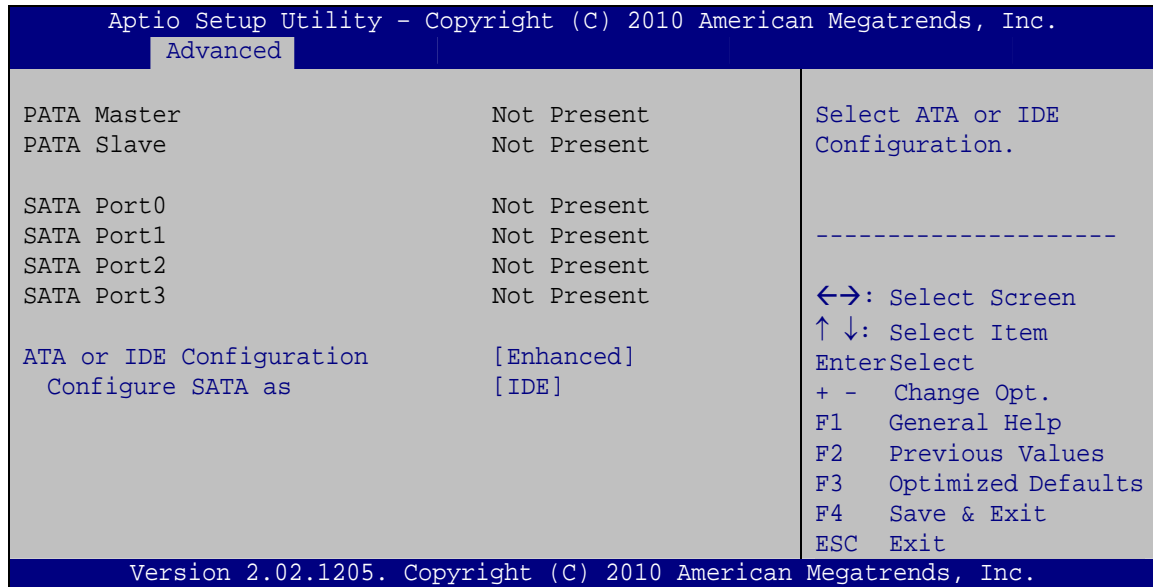 Aptio Setup Utility – Copyright (C) 2010 American Megatrends, Inc.
Advanced
PATA Master Not Present
PATA Slave Not Present
SATA Port0 Not Present
SATA Port1 Not Present
SATA Port2 Not Present
SATA Port3 Not Present
ATA or IDE Configuration [Enhanced]
Configure SATA as [IDE]
Select ATA or IDE
Configuration.
---------------------
←→: Select Screen
↑ ↓: Select Item
EnterSelect
+ - Change Opt.
F1 General Help
F2 Previous Values
F3 Optimized Defaults
F4 Save & Exit
ESC Exit
Version 2.02.1205. Copyright (C) 2010 American Megatrends, Inc.